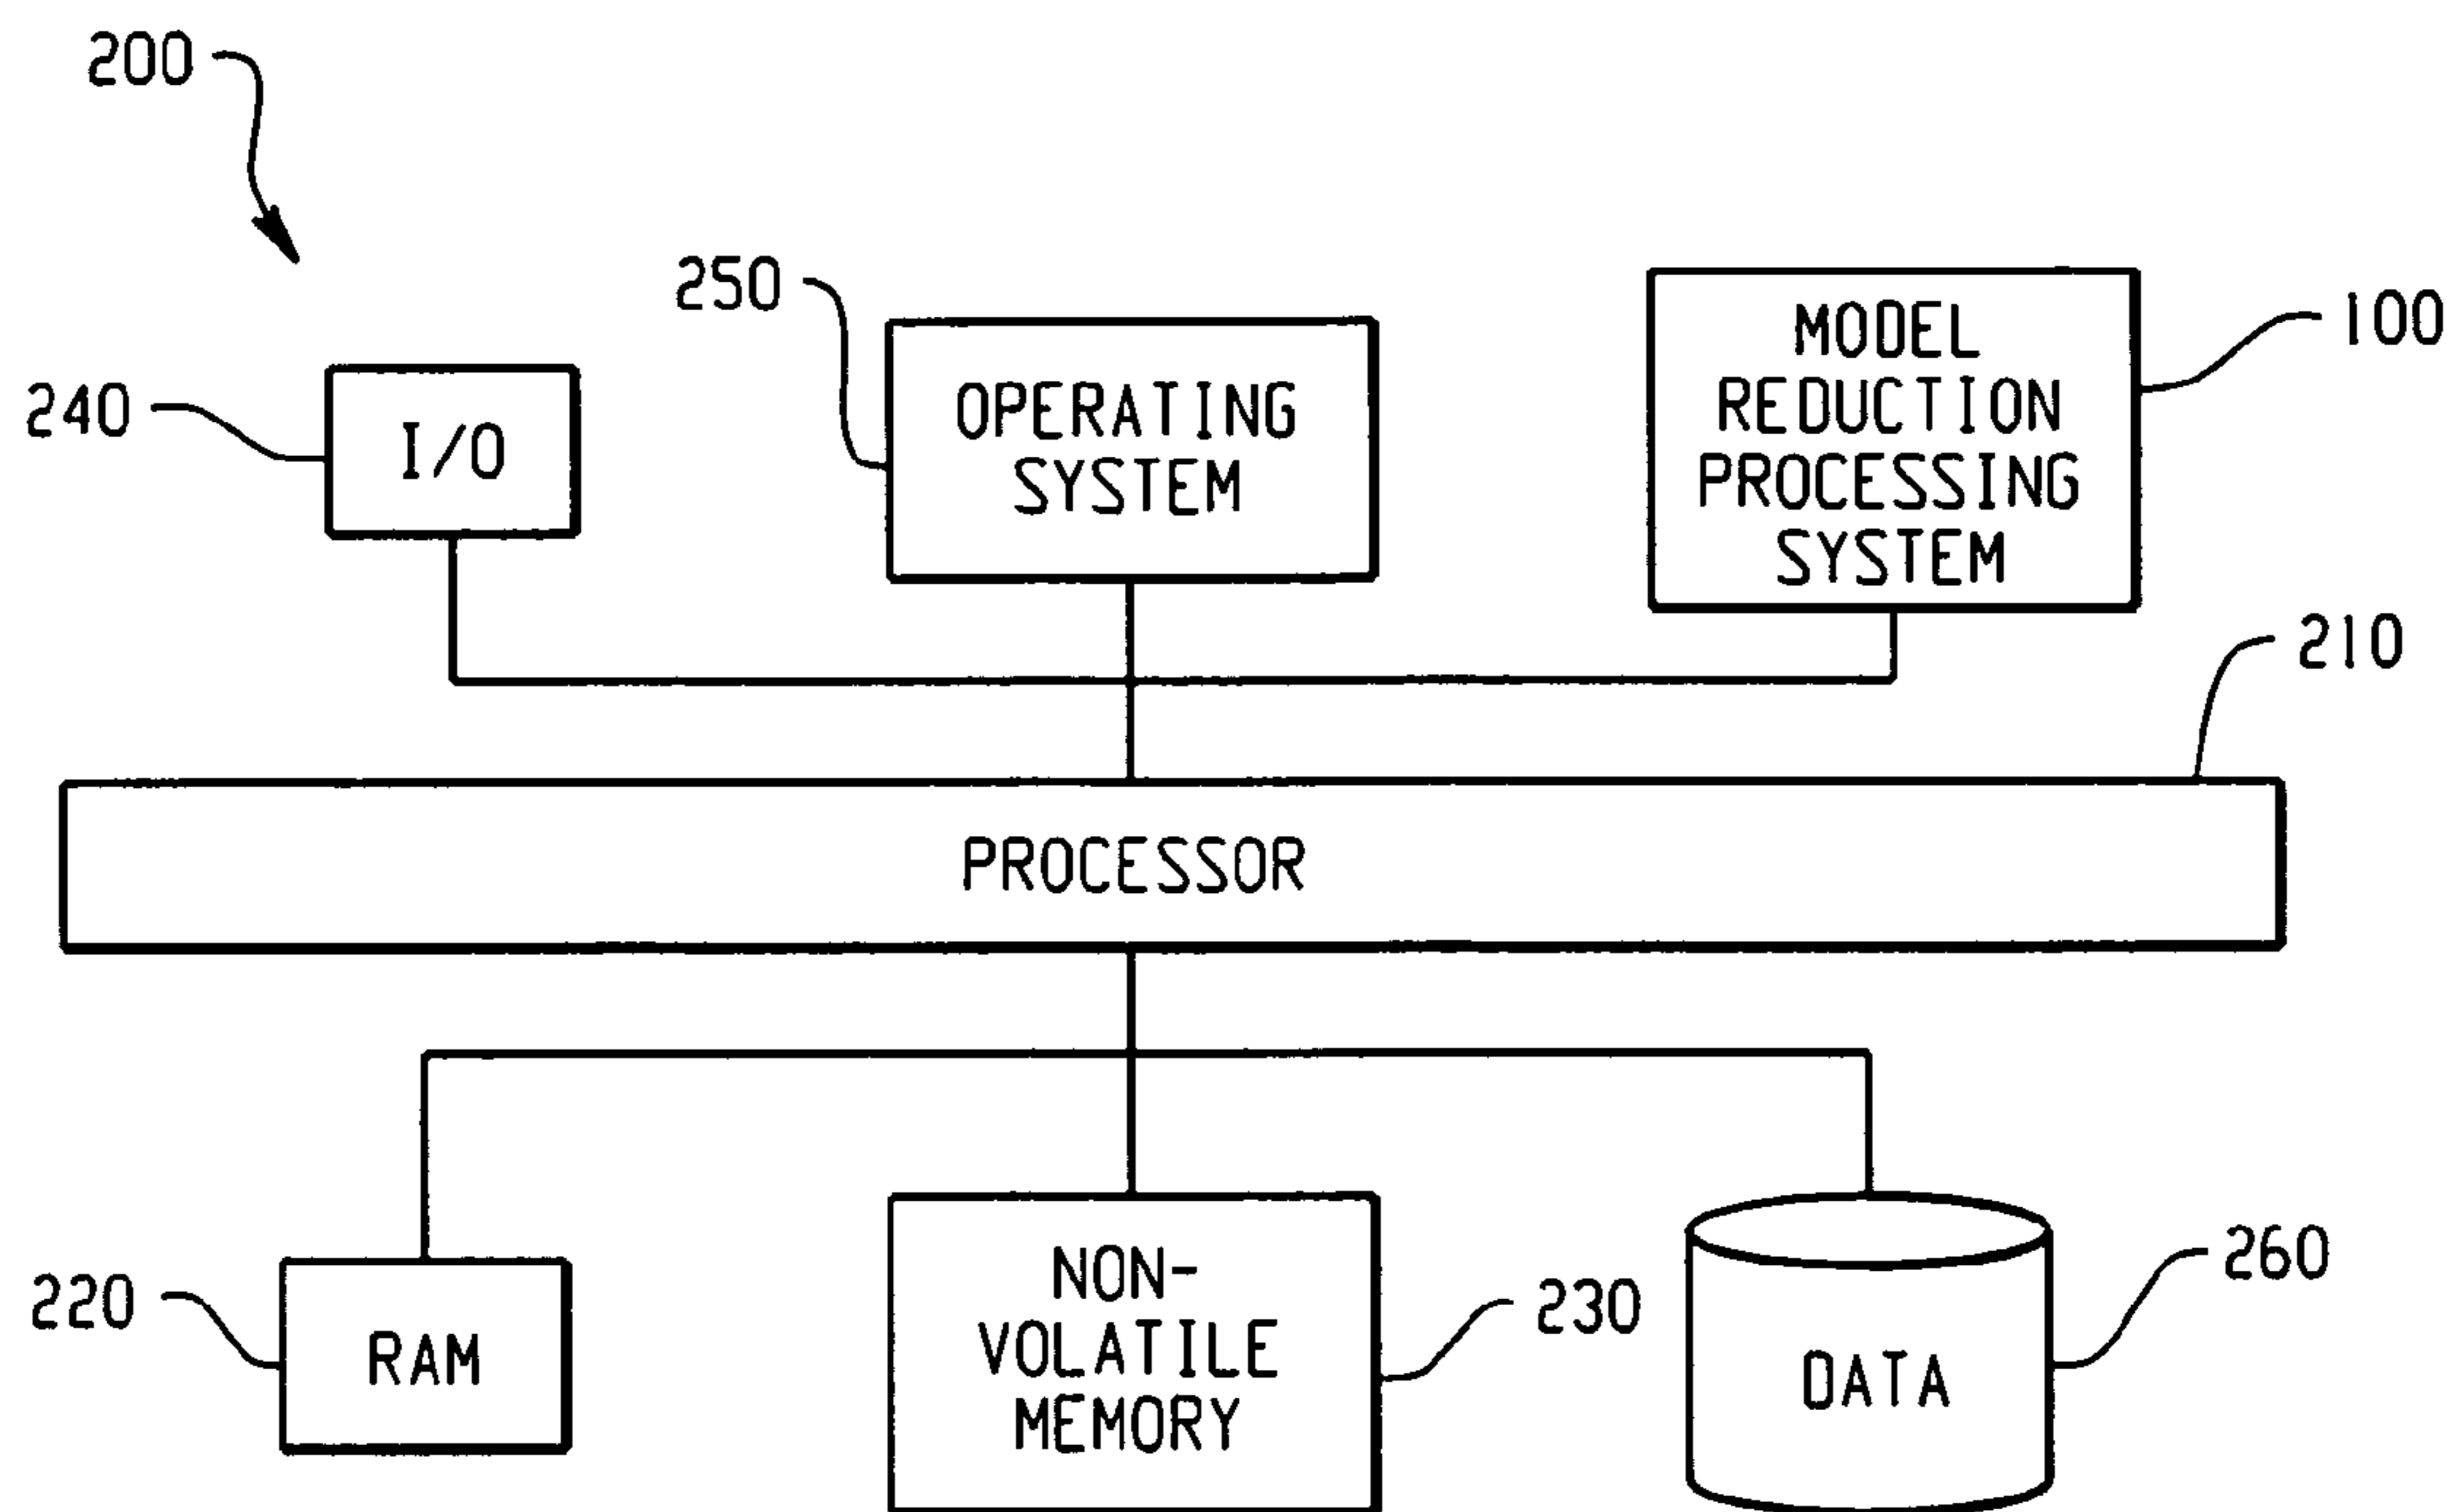 200
250
MODEL
REDUCTION
PROCESSING
SYSTEM
100
240
I/O
OPERATING
SYSTEM
210
PROCESSOR
220
RAM
NON-
VOLATILE
MEMORY
230
DATA
260